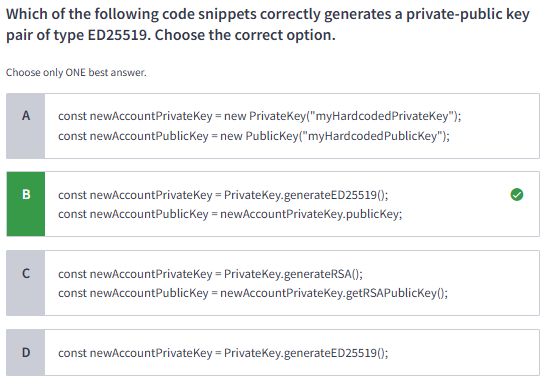 Which of the following code snippets correctly generates a private-public key
pair of type ED25519. Choose the correct option.
Choose only ONE best answer.
A
const newAccountPrivateKey = new PrivateKey("myHardcodedPrivateKey");
const newAccountPublicKey = new PublicKey("myHardcodedPublicKey");
B
const newAccountPrivateKey = PrivateKey.generateED25519();
const newAccountPublicKey = newAccountPrivateKey.publicKey;
C
const newAccountPrivateKey = PrivateKey.generateRSA();
const newAccountPublicKey = newAccountPrivateKey.getRSAPublicKey();
D
const newAccountPrivateKey = PrivateKey.generateED25519();